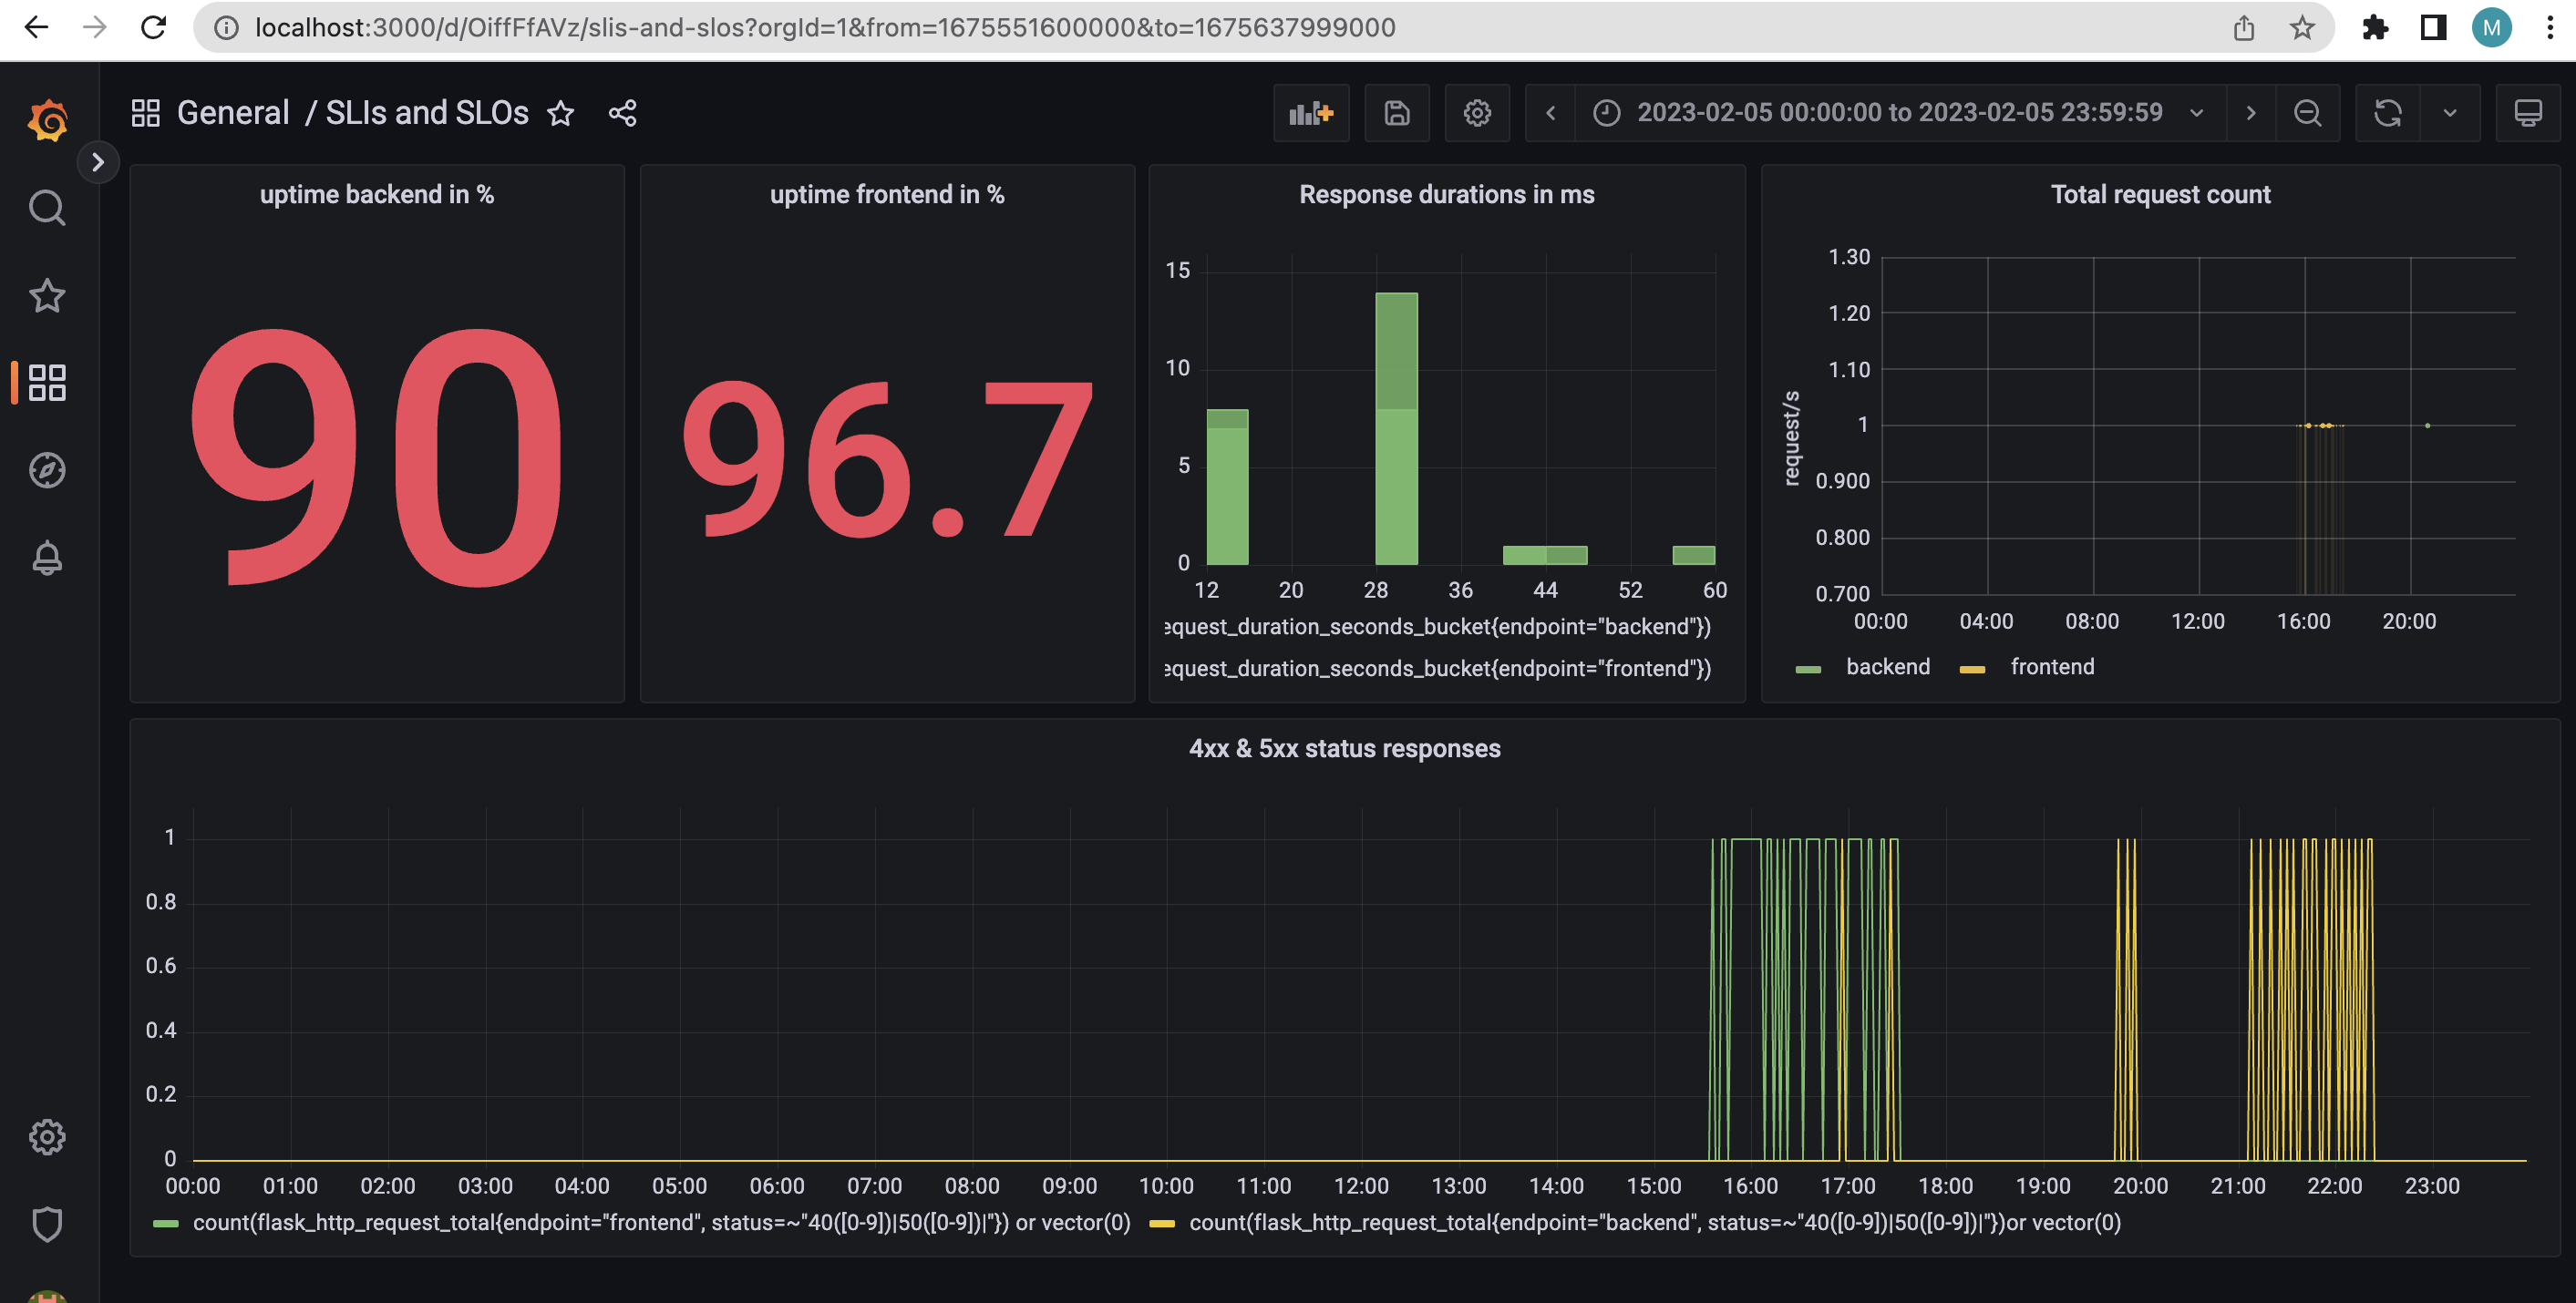 localhost:3000/d/OiffFfAVz/slis-and-slos?orgId=1&from=1675551600000&to=1675637999000
M
General / SLIs and SLOs
2023-02-05 00:00:00 to 2023-02-05 23:59:59
uptime backend in %
90
uptime frontend in %
96.7
Response durations in ms
15
10
5
0
12 20 28 36 44 52 60
equest_duration_seconds_bucket{endpoint="backend"})
equest_duration_seconds_bucket{endpoint="frontend"})
Total request count
request/s
1.30
1.20
1.10
1
0.900
0.800
0.700
00:00 04:00 08:00 12:00 16:00 20:00
backend frontend
4xx & 5xx status responses
1
0.8
0.6
0.4
0.2
0
00:00 01:00 02:00 03:00 04:00 05:00 06:00 07:00 08:00 09:00 10:00 11:00 12:00 13:00 14:00 15:00 16:00 17:00 18:00 19:00 20:00 21:00 22:00 23:00
count(flask_http_request_total{endpoint="frontend", status=~"40([0-9])|50([0-9])|"}) or vector(0) count(flask_http_request_total{endpoint="backend", status=~"40([0-9])|50([0-9])|"})or vector(0)